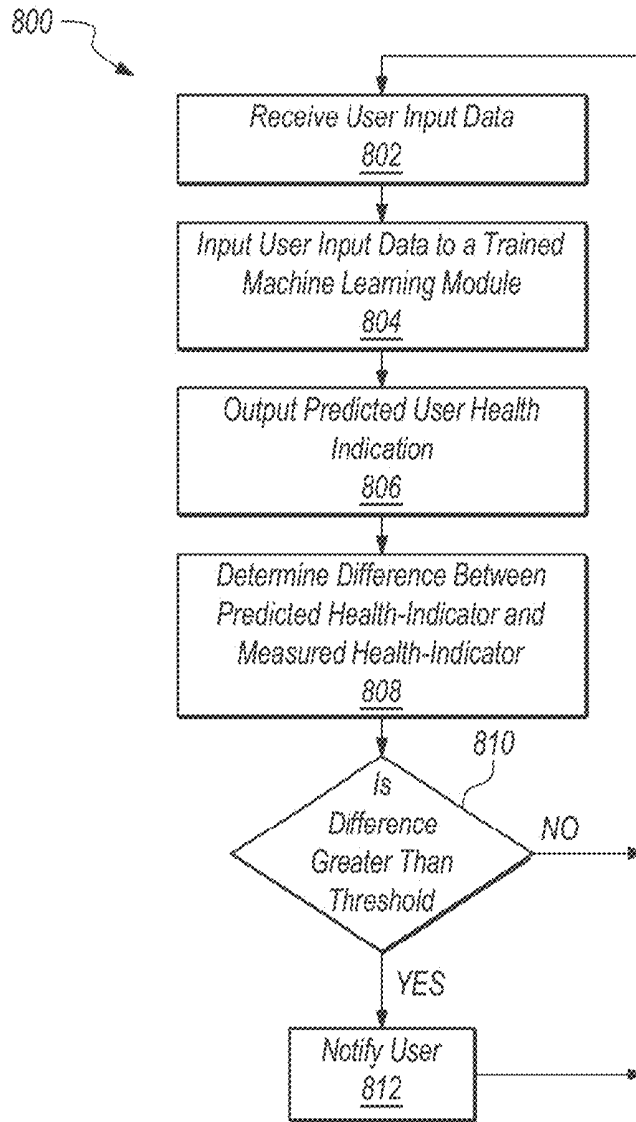 800
Receive User Input Data
802
Input User Input Data to a Trained
Machine Learning Module
804
Output Predicted User Health
Indication
806
Determine Difference Between
Predicted Health-Indicator and
Measured Health-Indicator
808
810
Is
Difference
Greater Than
Threshold
NO
YES
Notify User
812